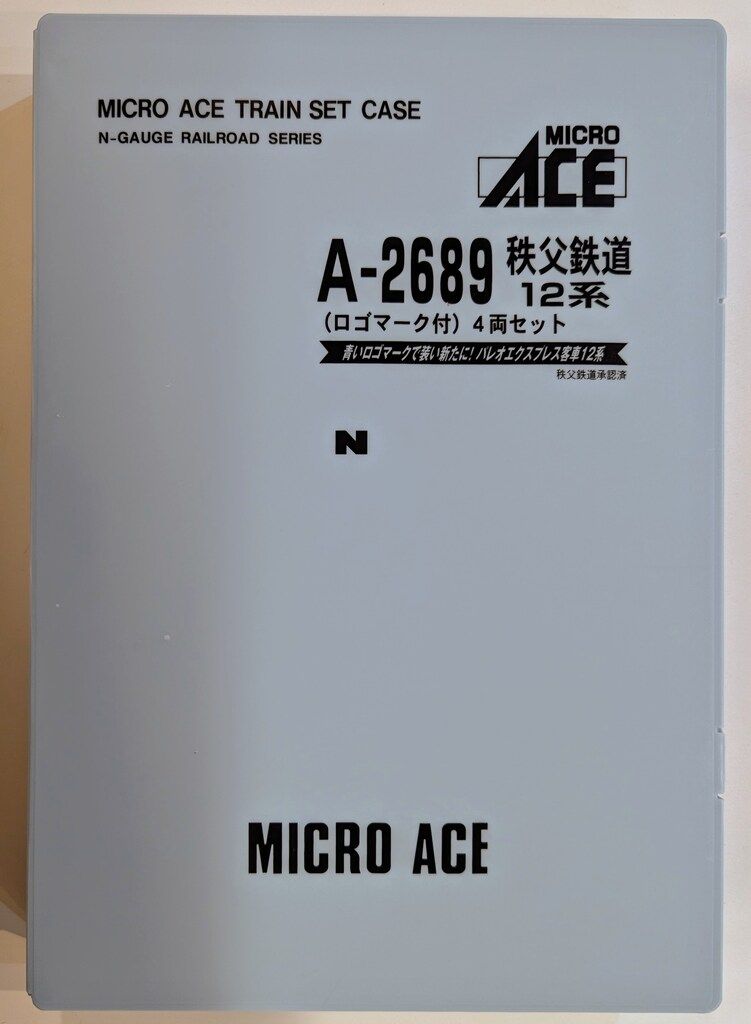 MICRO ACE TRAIN SET CASE
N-GAUGE RAILROAD SERIES
MICRO
ACE
A-2689 秩父鉄道
12系
(ロゴマーク付) 4両セット
青いロゴマークで装い新たに! パレオエクスプレス客車12系
秩父鉄道承認済
N
MICRO ACE